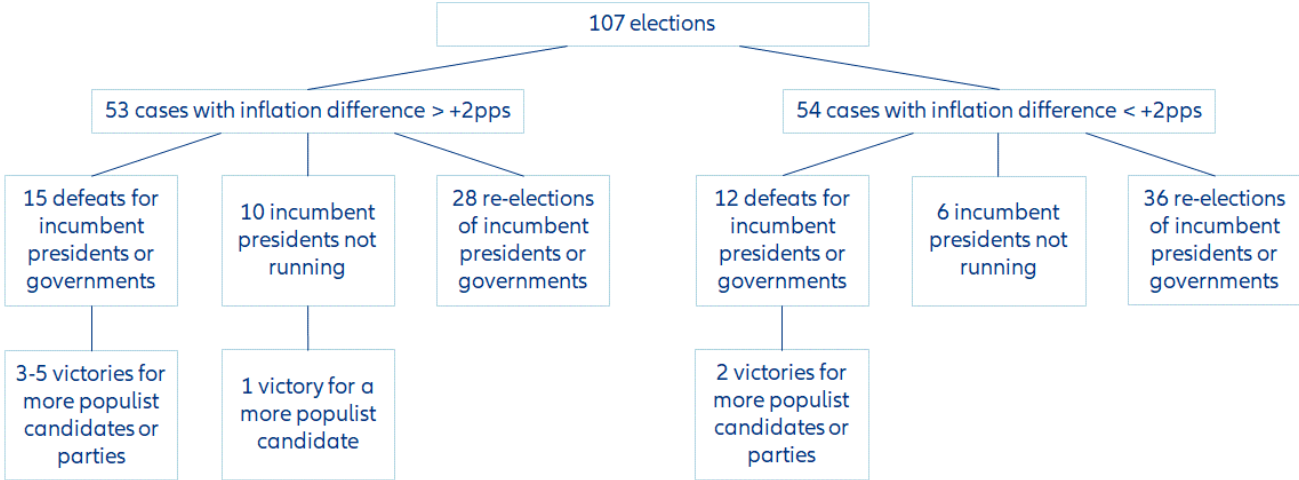 107 elections
53 cases with inflation difference > +2pps
54 cases with inflation difference < +2pps
15 defeats for
incumbent
presidents or
governments
10 incumbent
presidents not
running
28 re-elections
of incumbent
presidents or
governments
12 defeats for
incumbent
presidents or
governments
6 incumbent
presidents not
running
36 re-elections
of incumbent
presidents or
governments
3-5 victories for
more populist
candidates or
parties
1 victory for a
more populist
candidate
2 victories for
more populist
candidates or
parties